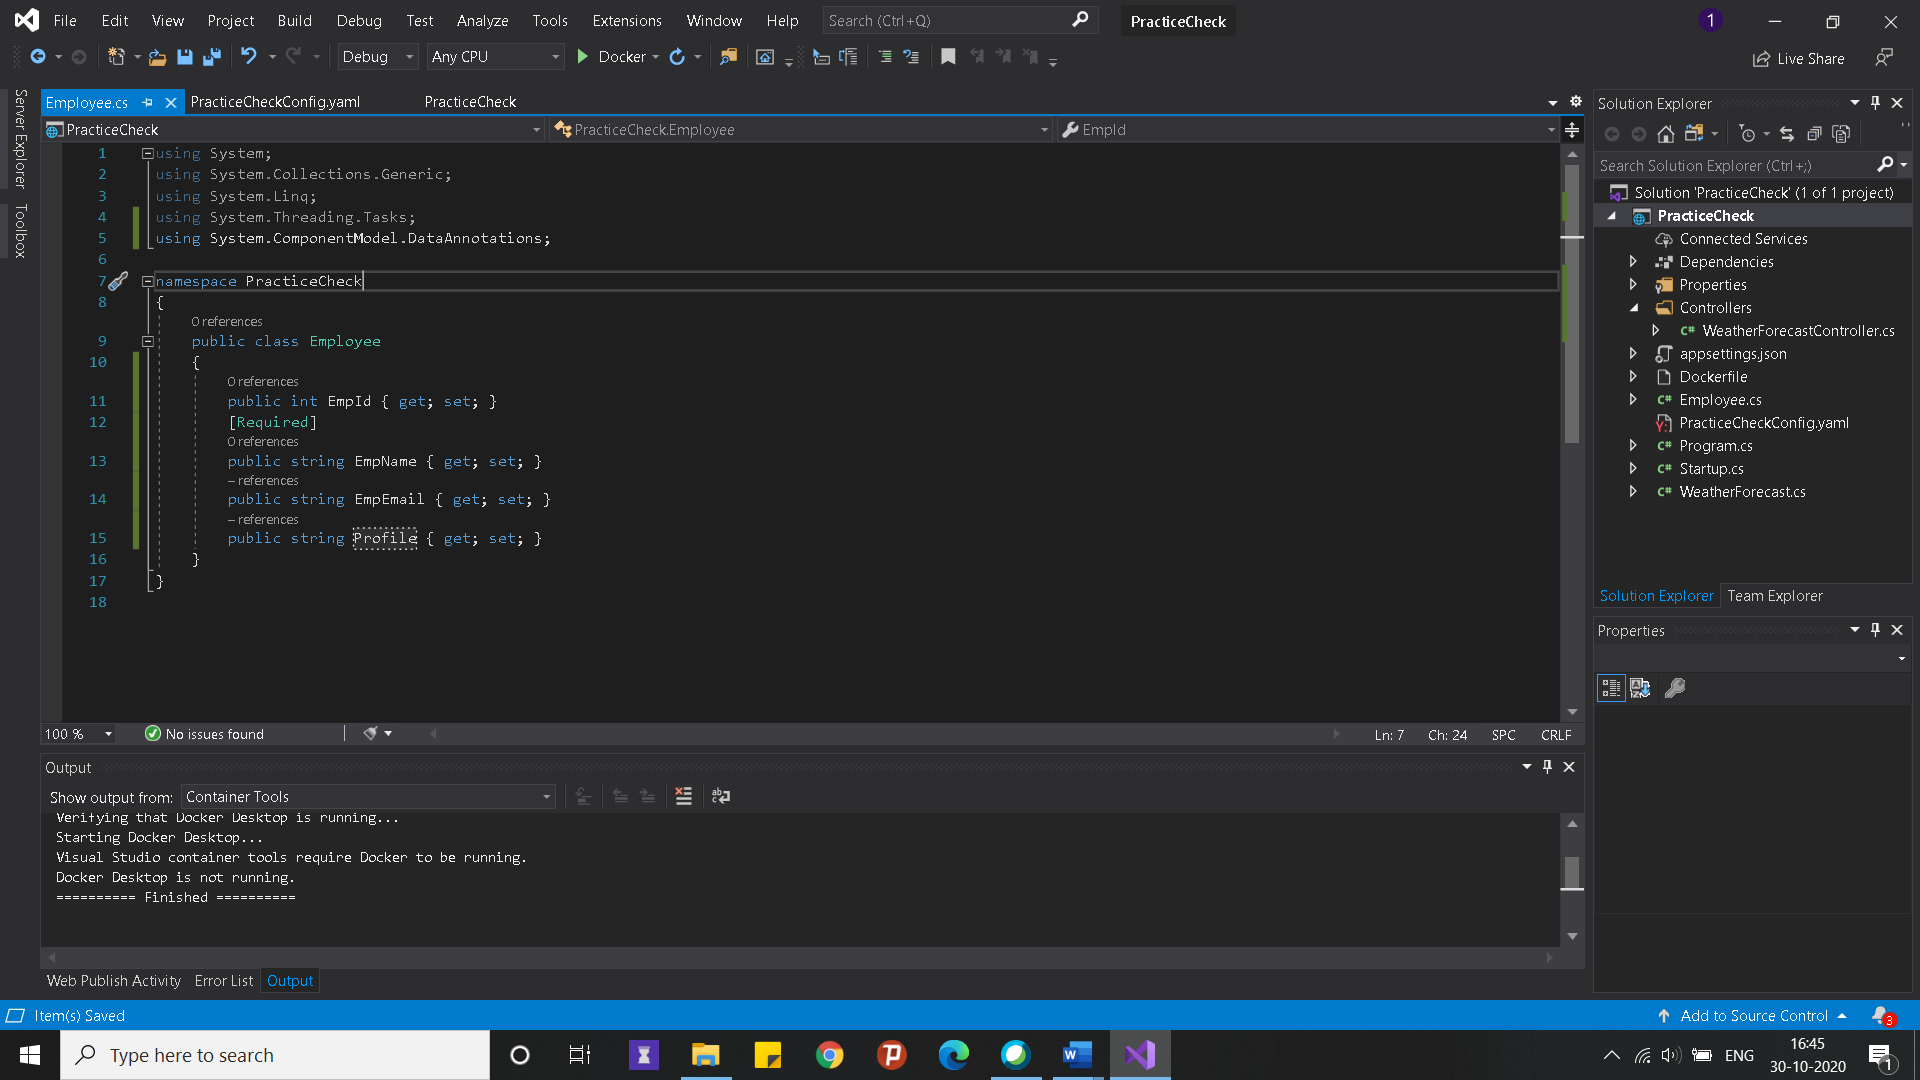 File Edit View Project Build Debug Test Analyze Tools Extensions Window Help Search (Ctrl+Q) PracticeCheck 1
Debug Any CPU Docker Live Share
Server Explorer
Toolbox
Employee.cs PracticeCheckConfig.yaml PracticeCheck
PracticeCheck PracticeCheck.Employee EmpId
1 using System;
2 using System.Collections.Generic;
3 using System.Linq;
4 using System.Threading.Tasks;
5 using System.ComponentModel.DataAnnotations;
6
7 namespace PracticeCheck
8 {
0 references
9 public class Employee
10 {
0 references
11 public int EmpId { get; set; }
12 [Required]
0 references
13 public string EmpName { get; set; }
– references
14 public string EmpEmail { get; set; }
– references
15 public string Profile { get; set; }
16 }
17 }
18
100 % No issues found Ln: 7 Ch: 24 SPC CRLF
Output
Show output from: Container Tools
Verifying that Docker Desktop is running...
Starting Docker Desktop...
Visual Studio container tools require Docker to be running.
Docker Desktop is not running.
========== Finished ==========
Web Publish Activity Error List Output
Solution Explorer
Search Solution Explorer (Ctrl+;)
Solution 'PracticeCheck' (1 of 1 project)
PracticeCheck
Connected Services
Dependencies
Properties
Controllers
C# WeatherForecastController.cs
appsettings.json
Dockerfile
C# Employee.cs
PracticeCheckConfig.yaml
C# Program.cs
C# Startup.cs
C# WeatherForecast.cs
Solution Explorer Team Explorer
Properties
Item(s) Saved Add to Source Control 3
Type here to search ENG 16:45
30-10-2020 1